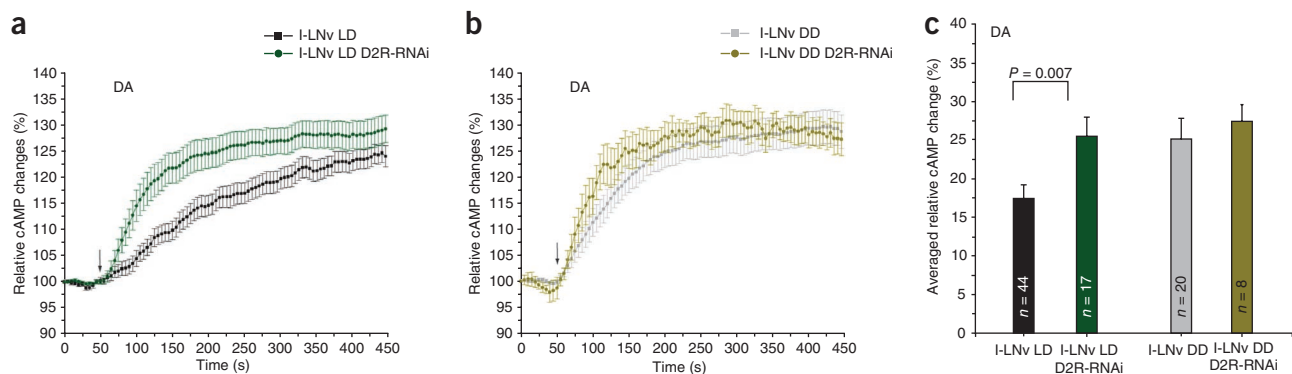 a
l-LNv LD
l-LNv LD D2R-RNAi
DA
Relative cAMP changes (%)
140
135
130
125
120
115
110
105
100
95
90
0 50 100 150 200 250 300 350 400 450
Time (s)
b
l-LNv DD
l-LNv DD D2R-RNAi
DA
Relative cAMP changes (%)
140
135
130
125
120
115
110
105
100
95
90
0 50 100 150 200 250 300 350 400 450
Time (s)
c
DA
P = 0.007
Averaged relative cAMP change (%)
40
35
30
25
20
15
10
5
0
n = 44
n = 17
n = 20
n = 8
l-LNv LD
l-LNv LD
D2R-RNAi
l-LNv DD
l-LNv DD
D2R-RNAi